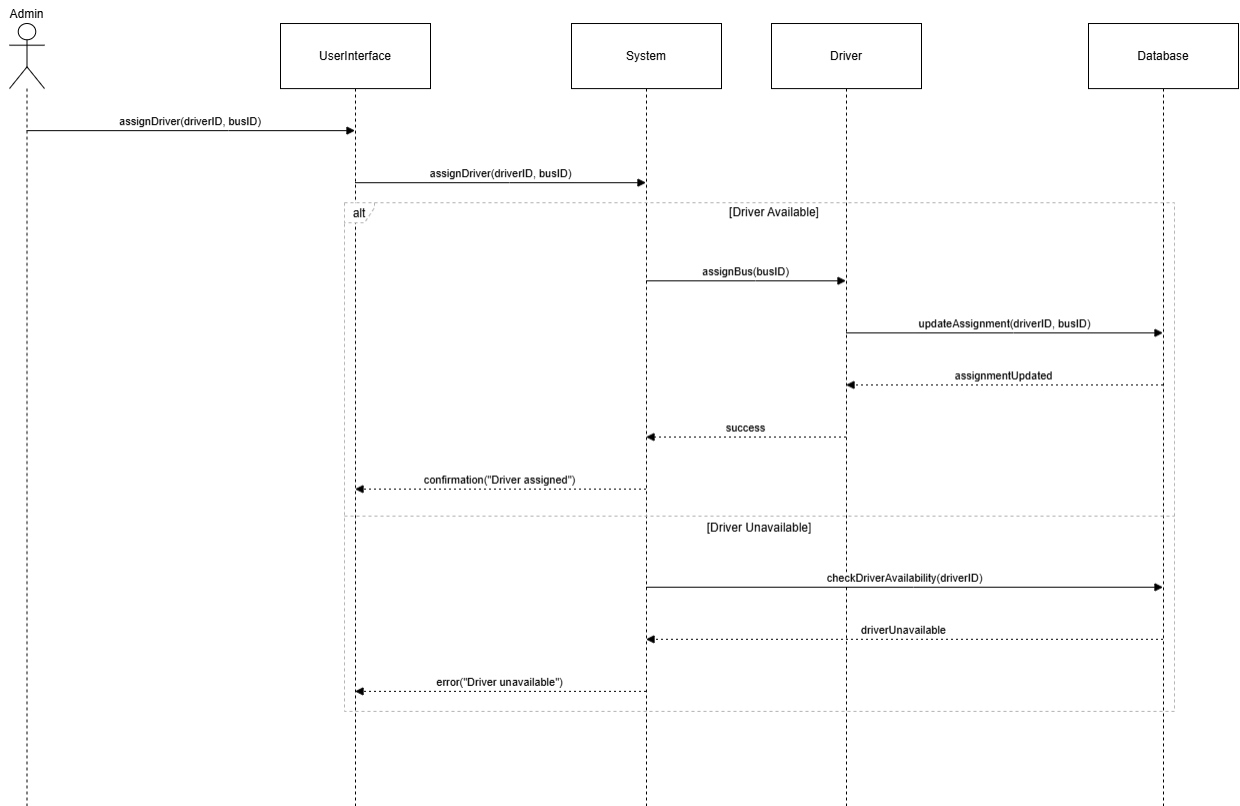 Admin
UserInterface
System
Driver
Database
assignDriver(driverID, busID)
assignDriver(driverID, busID)
alt
[Driver Available]
assignBus(busID)
updateAssignment(driverID, busID)
assignmentUpdated
success
confirmation("Driver assigned")
[Driver Unavailable]
checkDriverAvailability(driverID)
driverUnavailable
error("Driver unavailable")